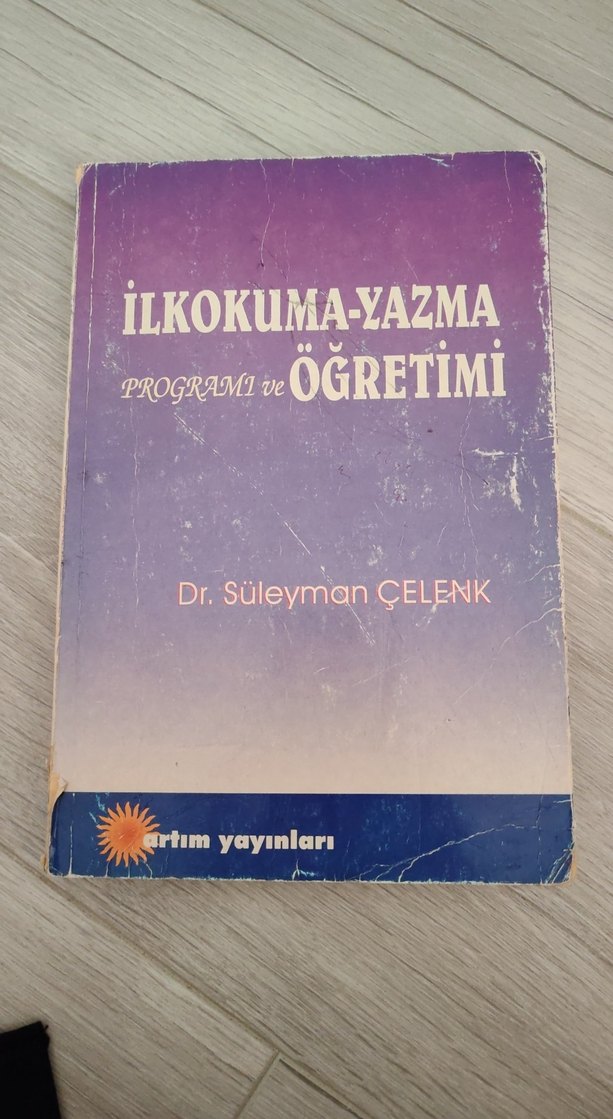 İLKOKUMA-YAZMA
PROGRAMI ve ÖĞRETİMİ
Dr. Süleyman ÇELENK
artım yayınları